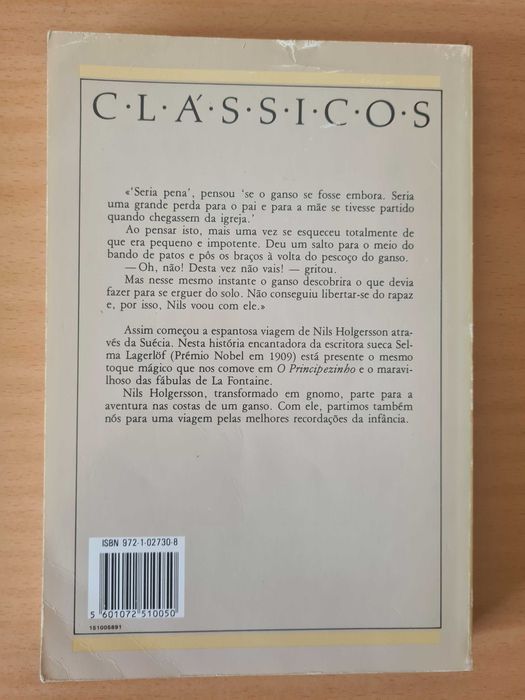 C·L·Á·S·S·I·C·O·S
«'Seria pena', pensou 'se o ganso se fosse embora. Seria
uma grande perda para o pai e para a mãe se tivesse partido
quando chegassem da igreja.'
Ao pensar isto, mais uma vez se esqueceu totalmente de
que era pequeno e impotente. Deu um salto para o meio do
bando de patos e pôs os braços à volta do pescoço do ganso.
— Oh, não! Desta vez não vais! — gritou.
Mas nesse mesmo instante o ganso descobrira o que devia
fazer para se erguer do solo. Não conseguiu libertar-se do rapaz
e, por isso, Nils voou com ele.»
Assim começou a espantosa viagem de Nils Holgersson atra-
vés da Suécia. Nesta história encantadora da escritora sueca Sel-
ma Lagerlöf (Prémio Nobel em 1909) está presente o mesmo
toque mágico que nos comove em O Principezinho e o maravi-
lhoso das fábulas de La Fontaine.
Nils Holgersson, transformado em gnomo, parte para a
aventura nas costas de um ganso. Com ele, partimos também
nós para uma viagem pelas melhores recordações da infância.
ISBN 972-1-02730-8
5 601072 510050
151005891